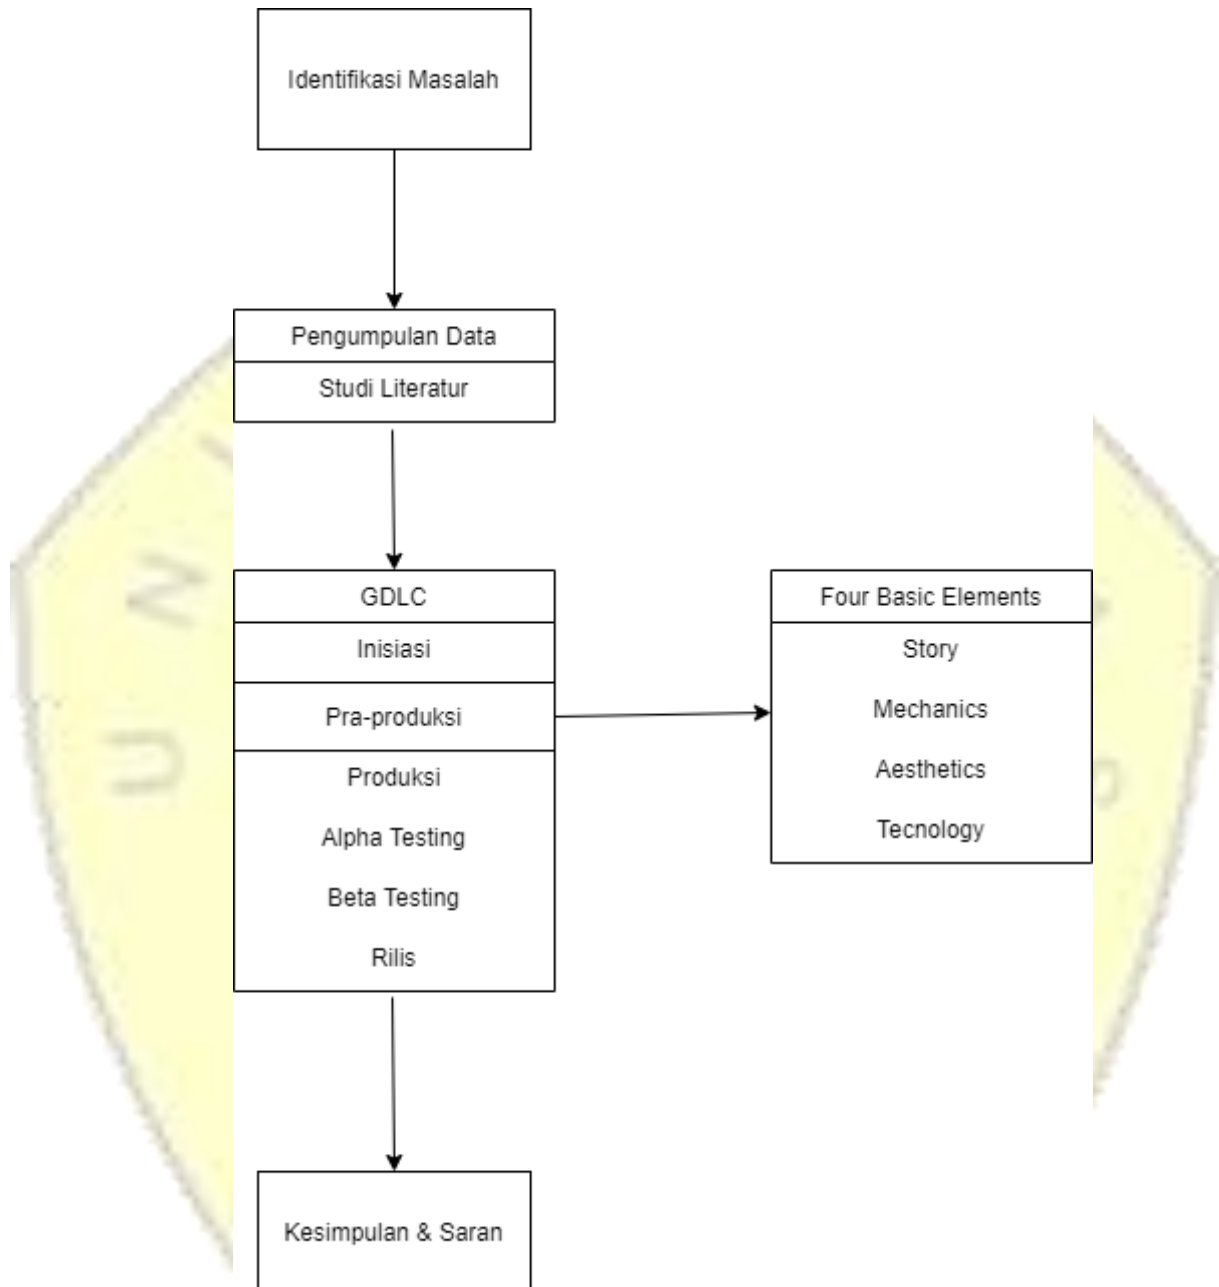 Identifikasi Masalah
Pengumpulan Data
Studi Literatur
GDLC
Inisiasi
Pra-produksi
Produksi
Alpha Testing
Beta Testing
Rilis
Four Basic Elements
Story
Mechanics
Aesthetics
Tecnology
Kesimpulan & Saran
U N I